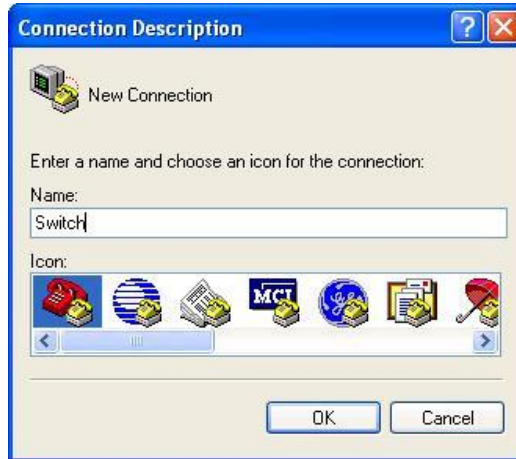 Connection Description
New Connection
Enter a name and choose an icon for the connection:
Name:
Switch
Icon:
MCI
OK
Cancel